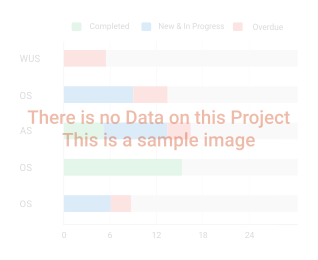 Completed New & In Progress Overdue
WUS
OS
There is no Data on this Project
AS
This is a sample image
OS
OS
0 6 12 18 24